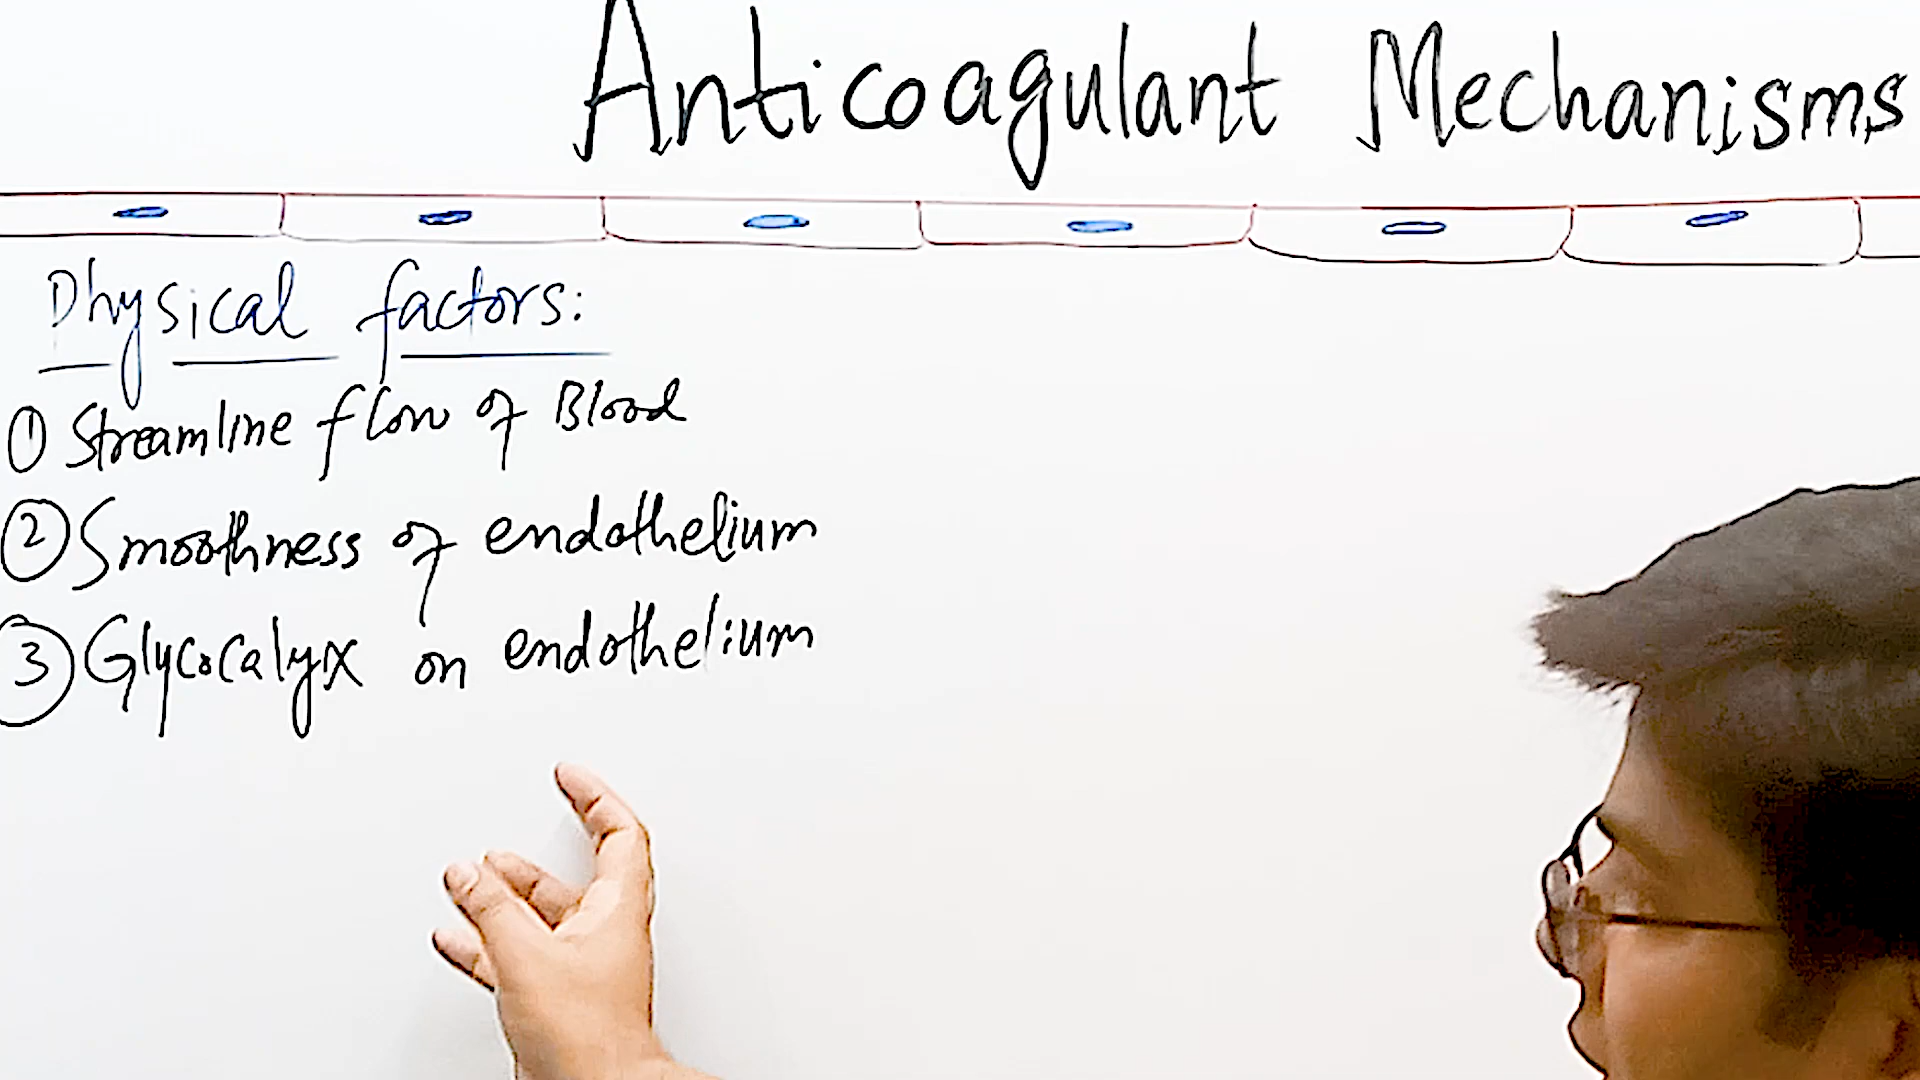 Anticoagulant Mechanisms
Physical factors:
① Streamline flow of Blood
② Smoothness of endothelium
③ Glycocalyx on endothelium